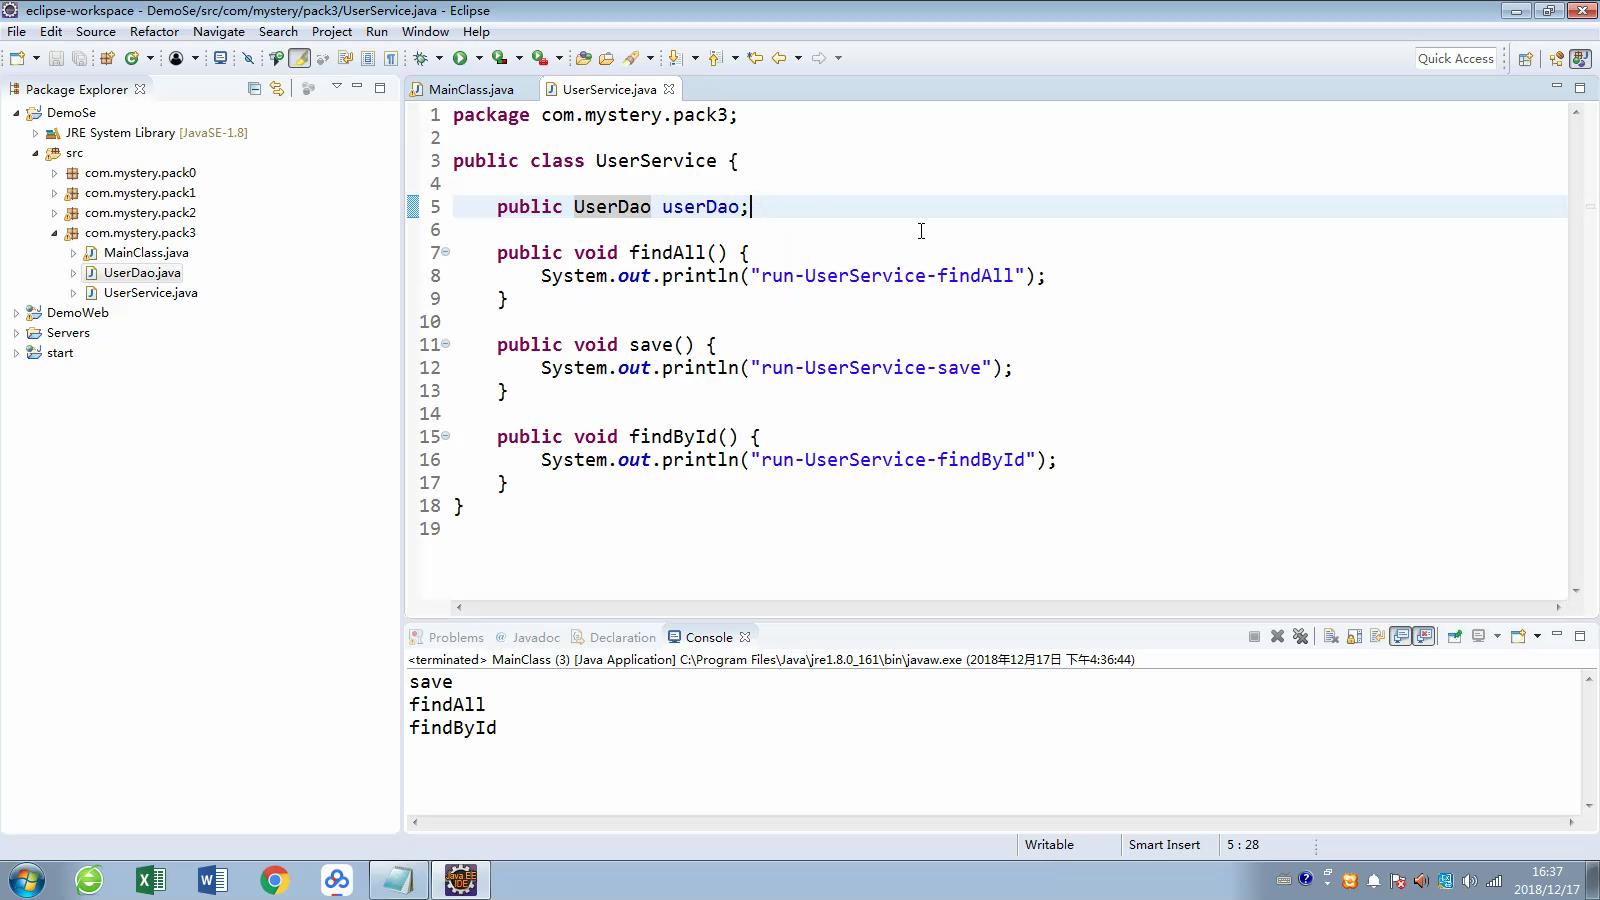 eclipse-workspace - DemoSe/src/com/mystery/pack3/UserService.java - Eclipse
File Edit Source Refactor Navigate Search Project Run Window Help
Quick Access
Package Explorer
DemoSe
JRE System Library [JavaSE-1.8]
src
com.mystery.pack0
com.mystery.pack1
com.mystery.pack2
com.mystery.pack3
MainClass.java
UserDao.java
UserService.java
DemoWeb
Servers
start
MainClass.java UserService.java
1 package com.mystery.pack3;
2
3 public class UserService {
4
5 public UserDao userDao;
6
7 public void findAll() {
8 System.out.println("run-UserService-findAll");
9 }
10
11 public void save() {
12 System.out.println("run-UserService-save");
13 }
14
15 public void findById() {
16 System.out.println("run-UserService-findById");
17 }
18 }
19
Problems @ Javadoc Declaration Console
<terminated> MainClass (3) [Java Application] C:\Program Files\Java\jre1.8.0_161\bin\javaw.exe (2018年12月17日 下午4:36:44)
save
findAll
findById
Writable Smart Insert 5 : 28
Java EE
IDE
16:37
2018/12/17